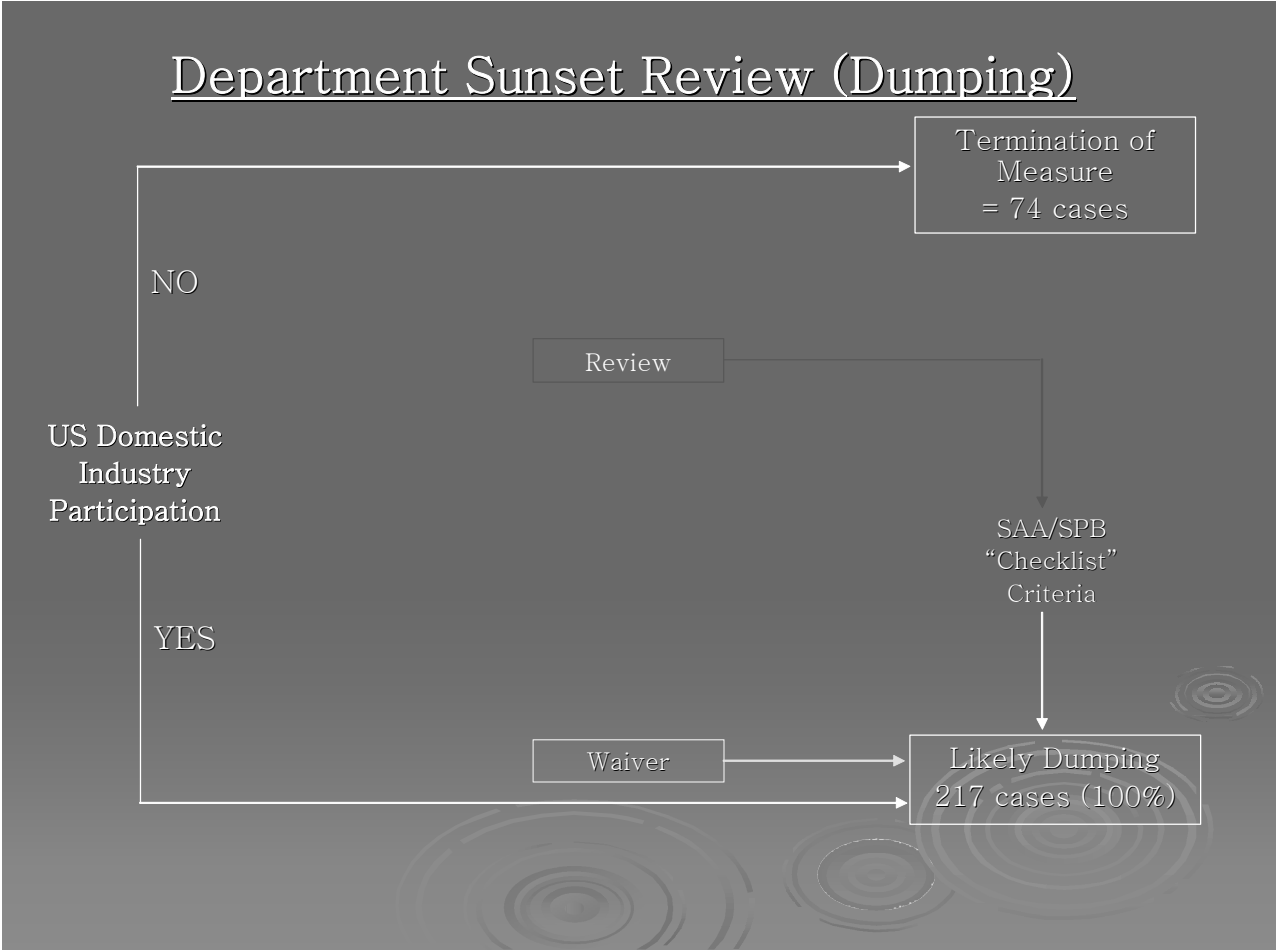 Department Sunset Review (Dumping)
Termination of
Measure
= 74 cases
NO
Review
US Domestic
Industry
Participation
SAA/SPB
“Checklist”
Criteria
YES
Waiver
Likely Dumping
217 cases (100%)